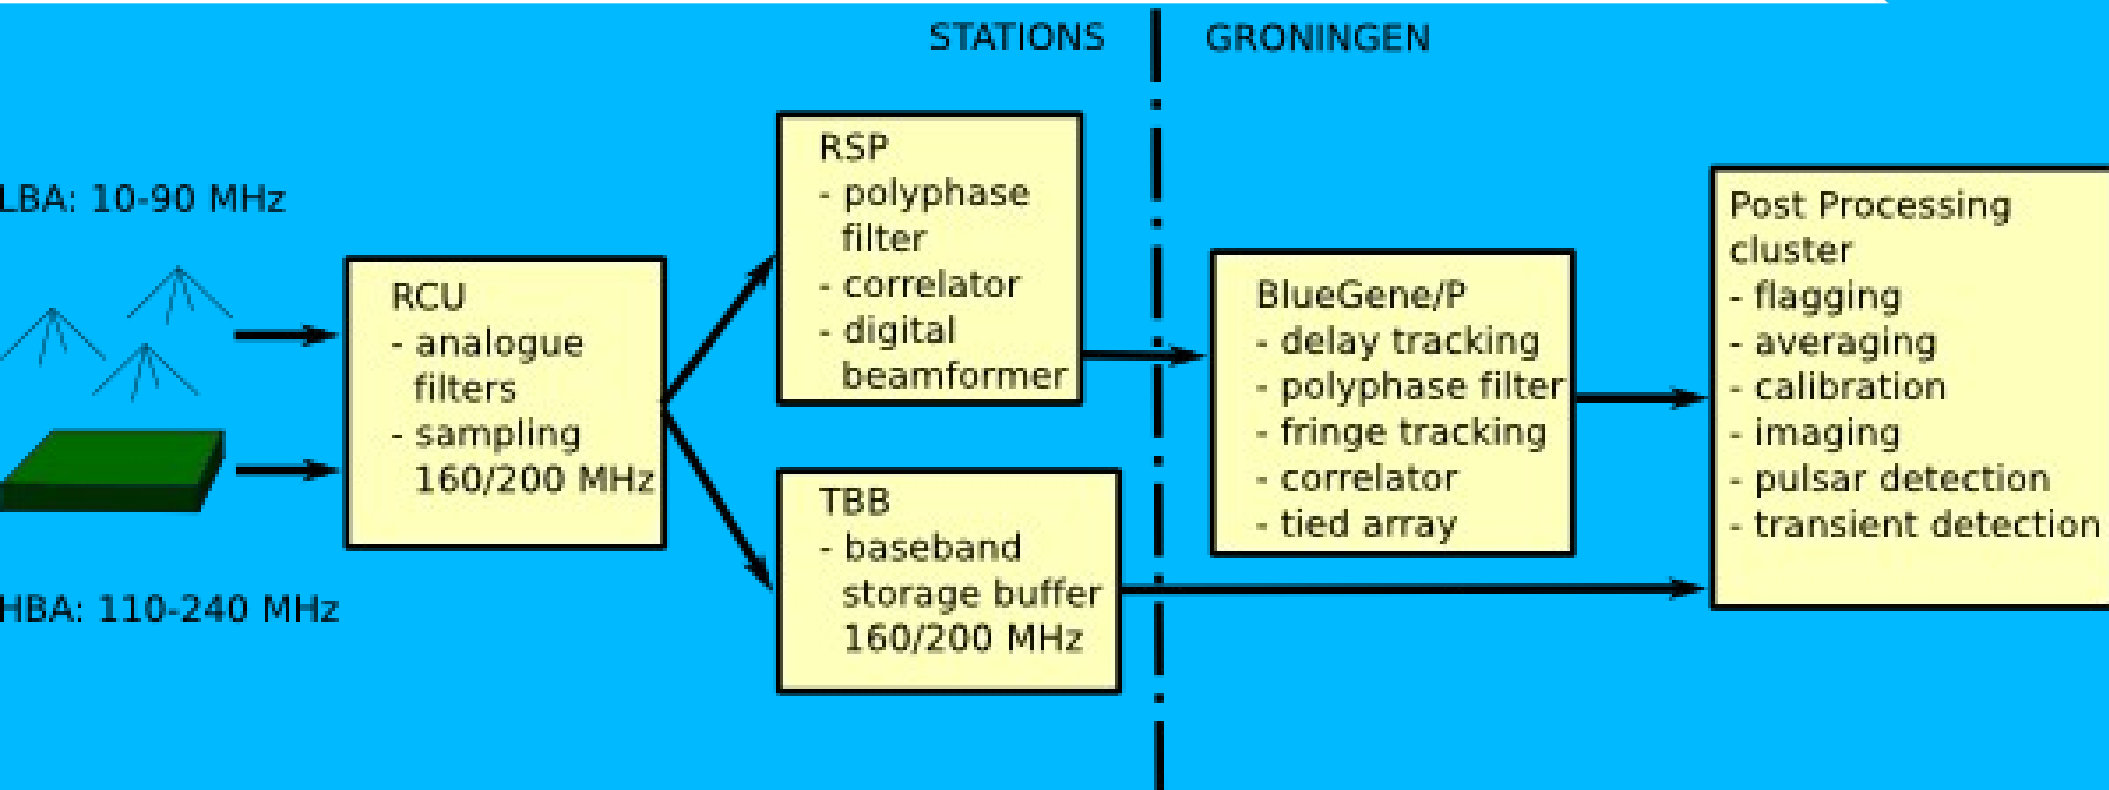 STATIONS
GRONINGEN
LBA: 10-90 MHz
HBA: 110-240 MHz
RCU
- analogue
filters
- sampling
160/200 MHz
RSP
- polyphase
filter
- correlator
- digital
beamformer
TBB
- baseband
storage buffer
160/200 MHz
BlueGene/P
- delay tracking
- polyphase filter
- fringe tracking
- correlator
- tied array
Post Processing
cluster
- flagging
- averaging
- calibration
- imaging
- pulsar detection
- transient detection